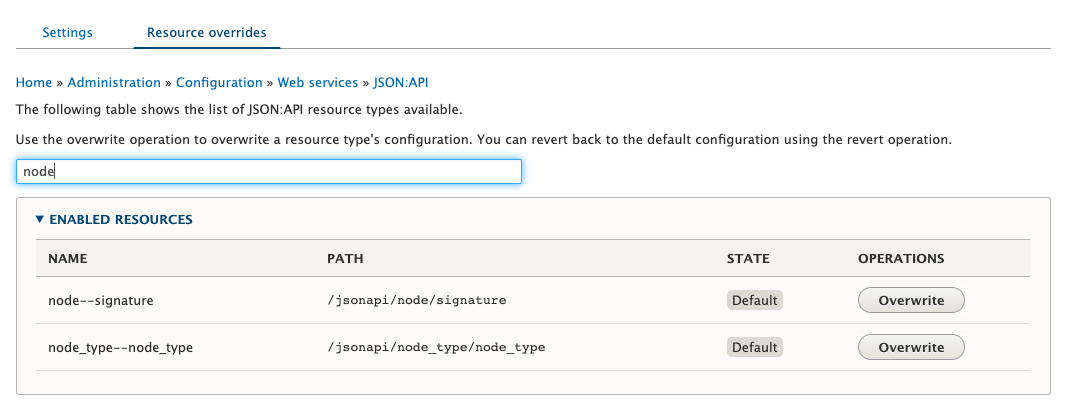 Settings Resource overrides
Home » Administration » Configuration » Web services » JSON:API
The following table shows the list of JSON:API resource types available.
Use the overwrite operation to overwrite a resource type's configuration. You can revert back to the default configuration using the revert operation.
node
▼ ENABLED RESOURCES
NAME PATH STATE OPERATIONS
node--signature /jsonapi/node/signature Default Overwrite
node_type--node_type /jsonapi/node_type/node_type Default Overwrite